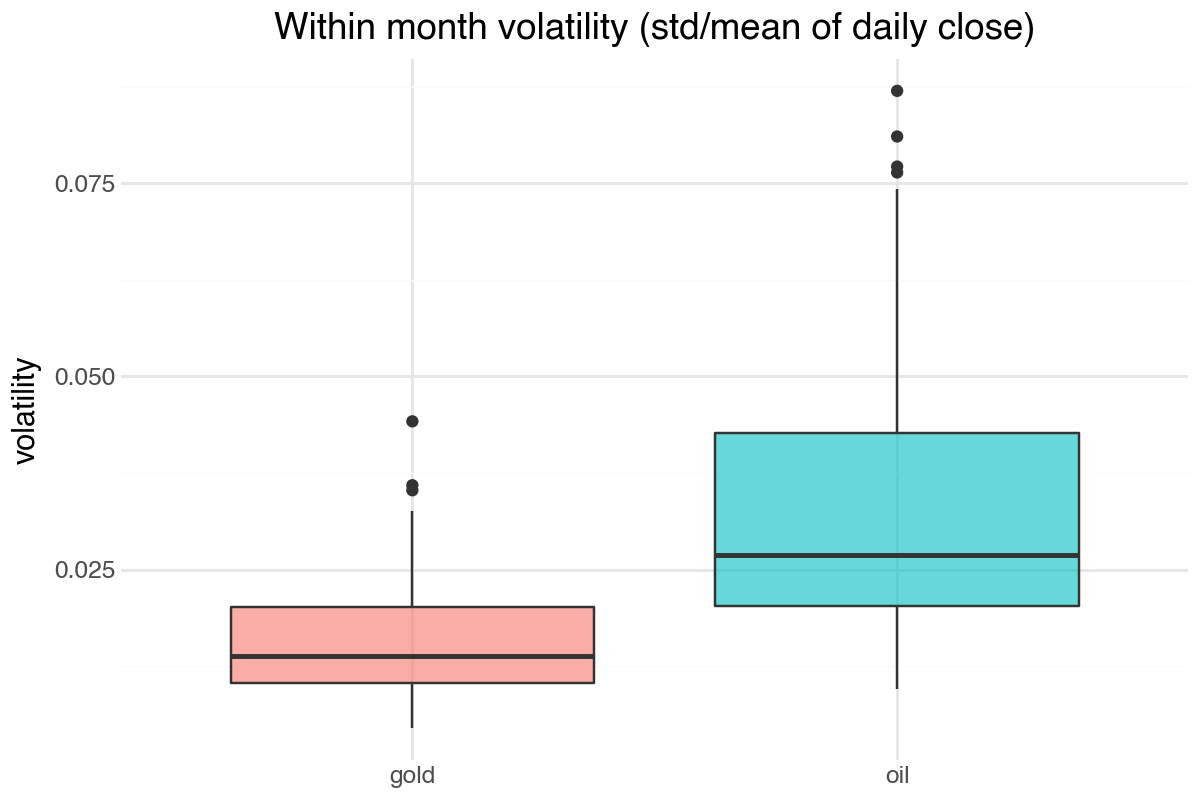 Within month volatility (std/mean of daily close)
0.075
0.050
0.025
volatility
gold
oil